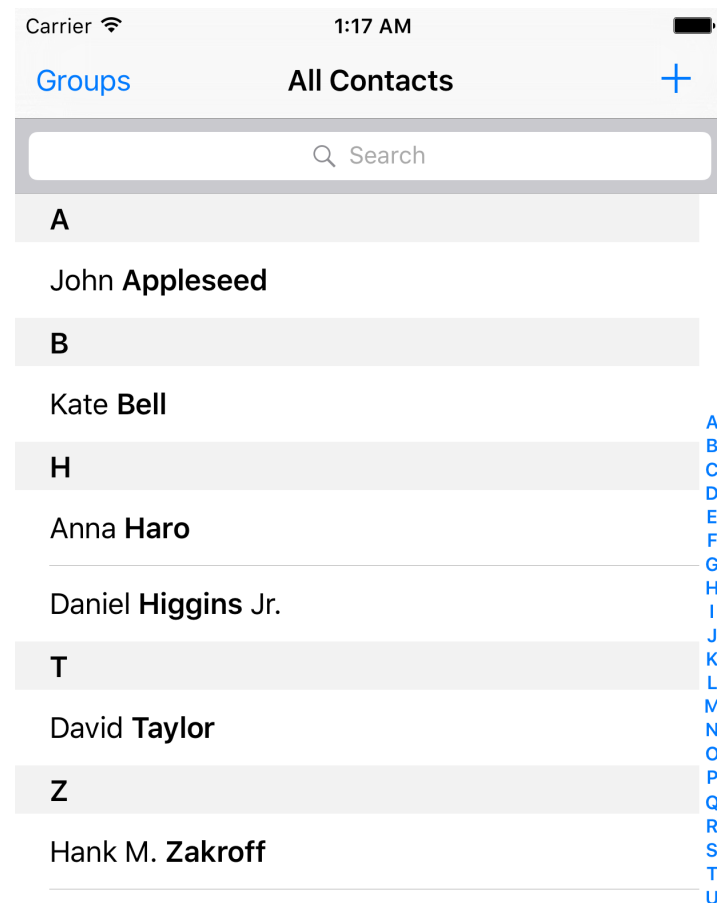 Carrier 1:17 AM
Groups All Contacts +
Search
A
John Appleseed
B
Kate Bell
H
Anna Haro
Daniel Higgins Jr.
T
David Taylor
Z
Hank M. Zakroff
A
B
C
D
E
F
G
H
I
J
K
L
M
N
O
P
Q
R
S
T
U